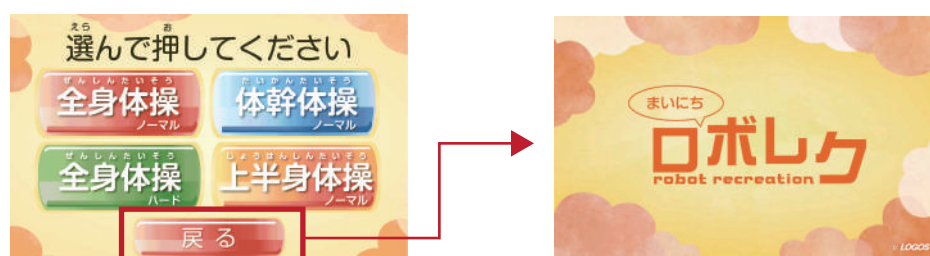 えら お
選んで押してください
ぜんしんたいそう
全身体操
ノーマル
たいかんたいそう
体幹体操
ノーマル
ぜんしんたいそう
全身体操
ハード
じょうはんしんたいそう
上半身体操
ノーマル
戻る
まいにち
ロボレク
robot recreation
LOGOS